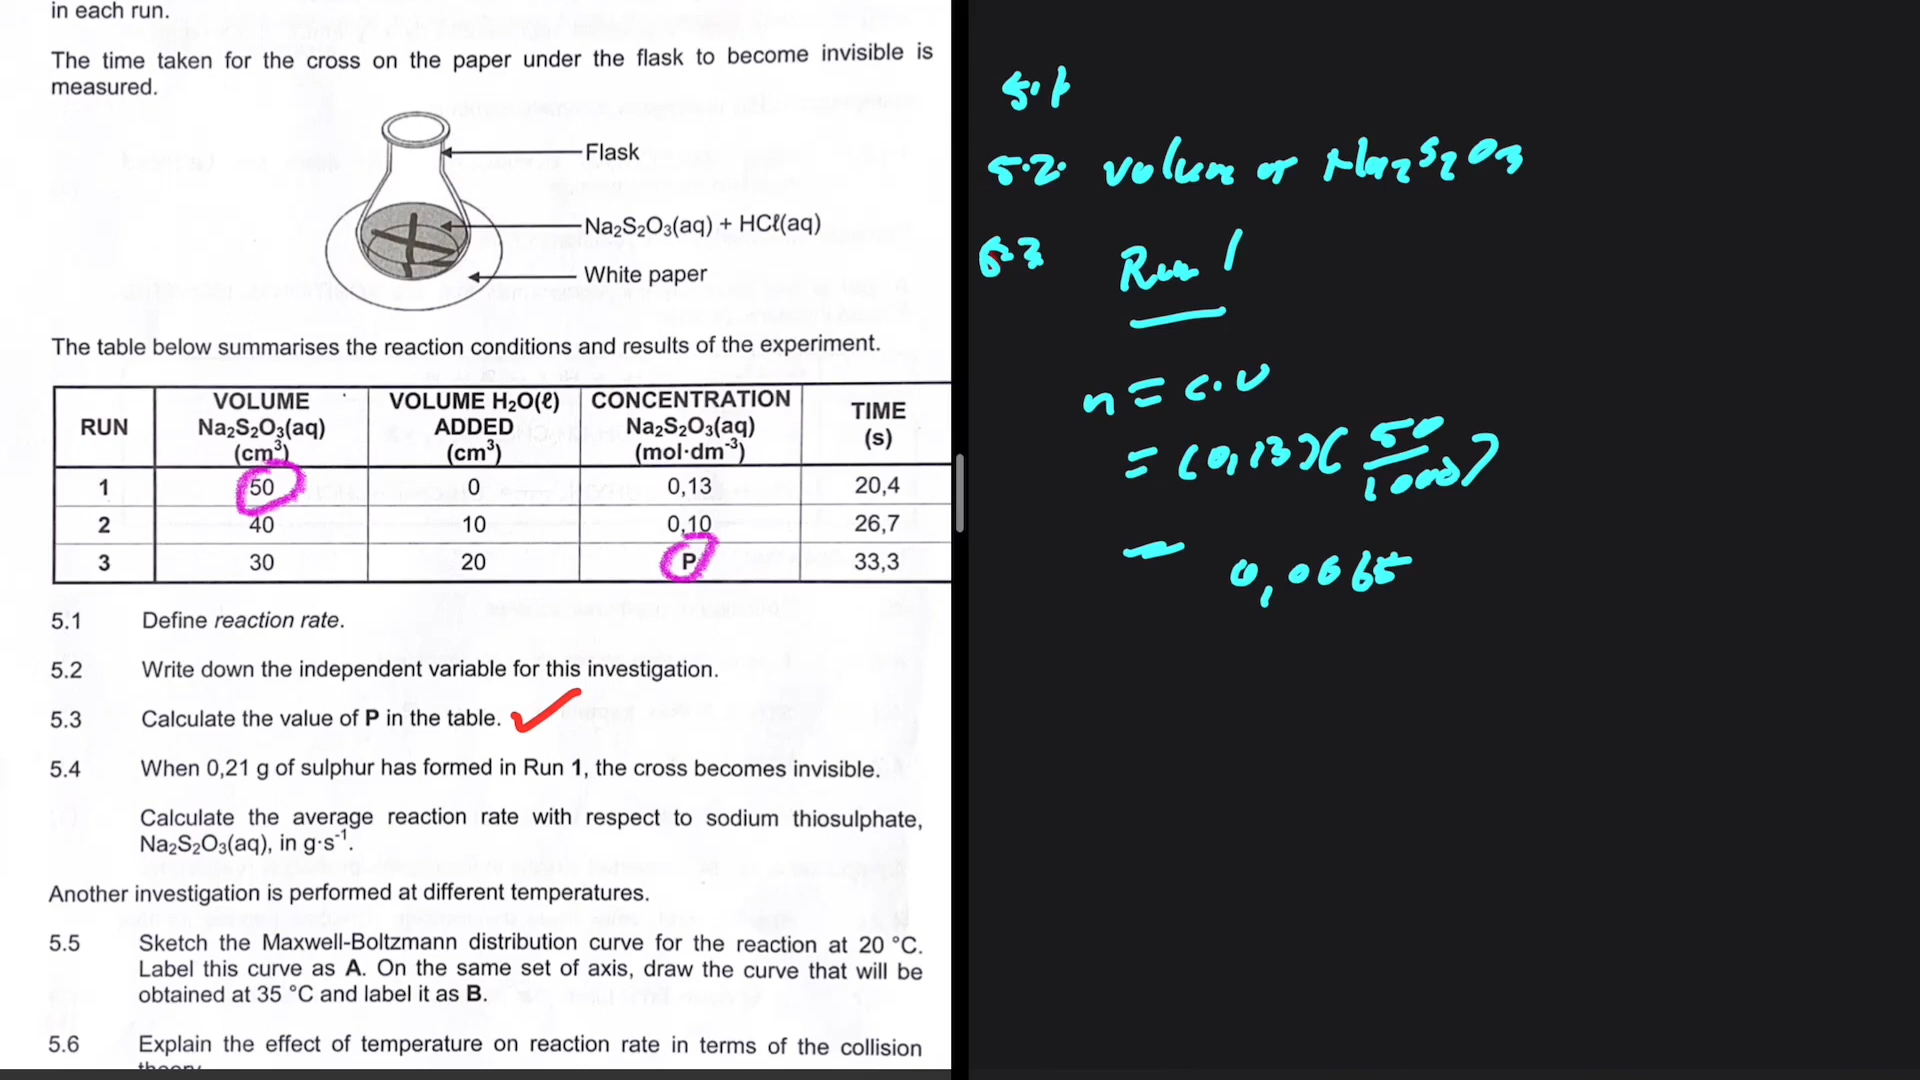 in each run.
The time taken for the cross on the paper under the flask to become invisible is
measured.
Flask
Na₂S₂O₃(aq) + HCℓ(aq)
White paper
The table below summarises the reaction conditions and results of the experiment.
RUN | VOLUME Na₂S₂O₃(aq) (cm³) | VOLUME H₂O(ℓ) ADDED (cm³) | CONCENTRATION Na₂S₂O₃(aq) (mol·dm⁻³) | TIME (s)
1 | 50 | 0 | 0,13 | 20,4
2 | 40 | 10 | 0,10 | 26,7
3 | 30 | 20 | P | 33,3
5.1 Define reaction rate.
5.2 Write down the independent variable for this investigation.
5.3 Calculate the value of P in the table.
5.4 When 0,21 g of sulphur has formed in Run 1, the cross becomes invisible.
Calculate the average reaction rate with respect to sodium thiosulphate,
Na₂S₂O₃(aq), in g·s⁻¹.
Another investigation is performed at different temperatures.
5.5 Sketch the Maxwell-Boltzmann distribution curve for the reaction at 20 °C.
Label this curve as A. On the same set of axis, draw the curve that will be
obtained at 35 °C and label it as B.
5.6 Explain the effect of temperature on reaction rate in terms of the collision
5.1
5.2. Volume of Na₂S₂O₃
5.3 Run 1
n = c.v
= (0,13)(50/1000)
= 0,0065